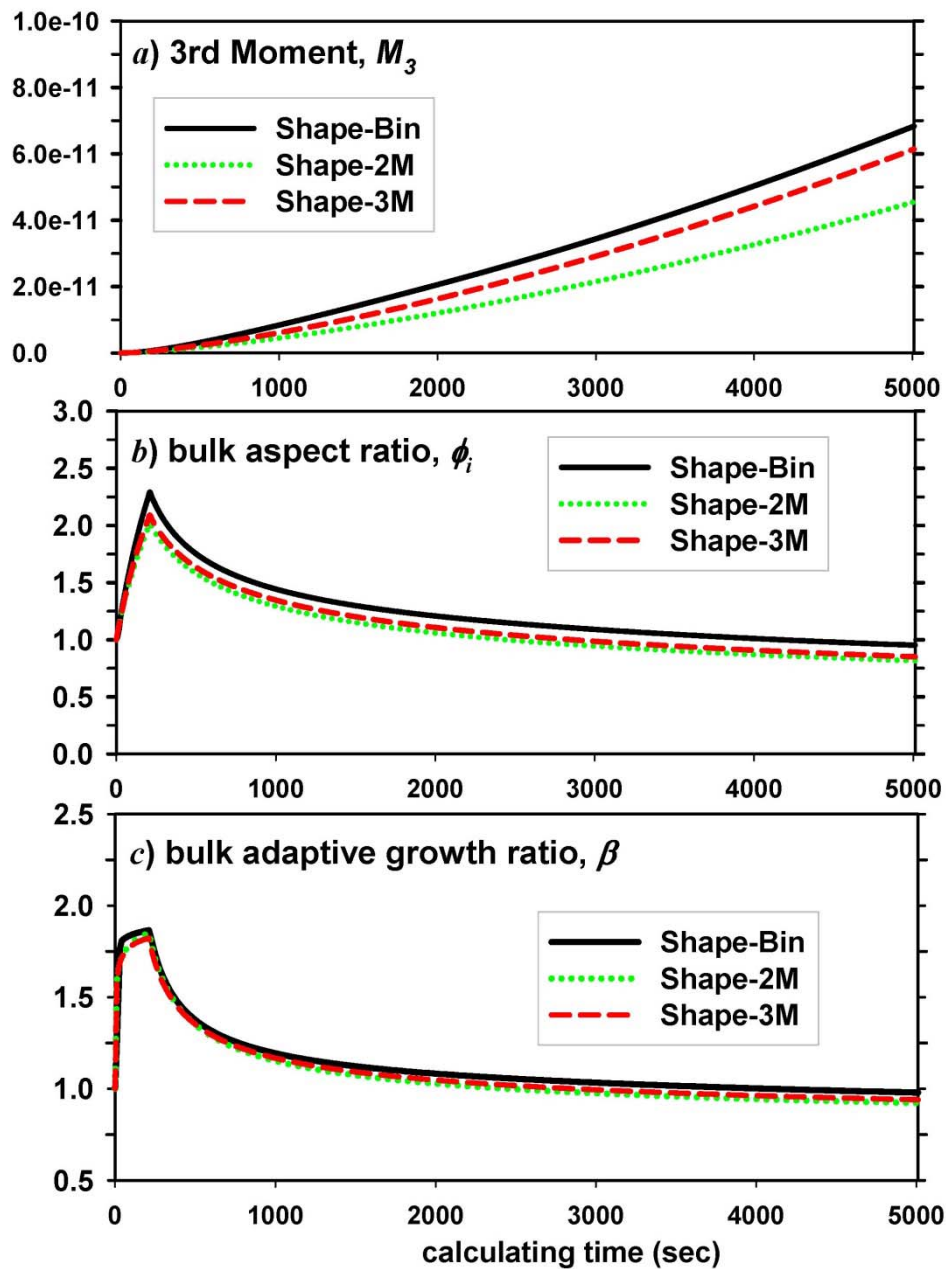 1.0e-10
a) 3rd Moment, M3
8.0e-11
Shape-Bin
6.0e-11
Shape-2M
Shape-3M
4.0e-11
2.0e-11
0.0
0 1000 2000 3000 4000 5000
3.0
b) bulk aspect ratio, ϕi
2.5
Shape-Bin
2.0
Shape-2M
Shape-3M
1.5
1.0
0.5
0.0
0 1000 2000 3000 4000 5000
2.5
c) bulk adaptive growth ratio, β
2.0
Shape-Bin
Shape-2M
1.5
Shape-3M
1.0
0.5
0 1000 2000 3000 4000 5000
calculating time (sec)